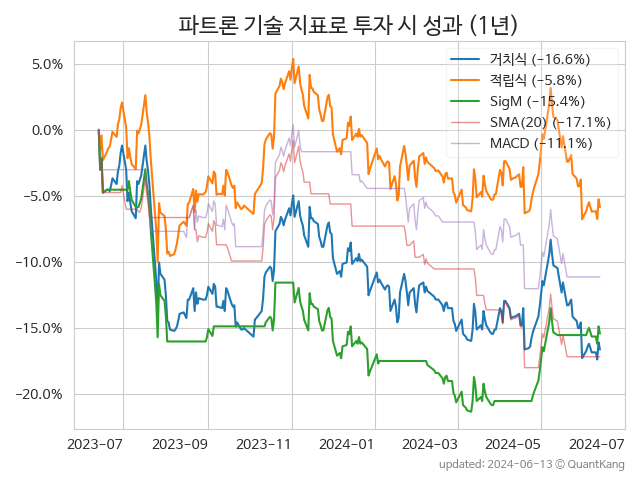 파트론 기술 지표로 투자 시 성과 (1년)
거치식 (−16.6%)
적립식 (−5.8%)
SigM (−15.4%)
SMA(20) (−17.1%)
MACD (−11.1%)
5.0%
0.0%
−5.0%
−10.0%
−15.0%
−20.0%
2023-07 2023-09 2023-11 2024-01 2024-03 2024-05 2024-07
updated: 2024-06-13 © QuantKang